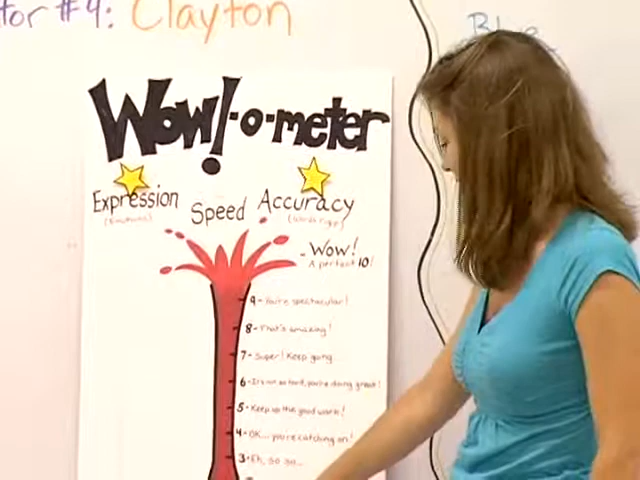 tor #4: Clayton
Blue
Wow!-o-meter
Expression Speed Accuracy
(Emotions)
- Wow!
A perfect 10!
9- You're spectacular!
8- That's amazing!
7- Super! Keep going
6- It's not so hard, you're doing great!
5- Keep up the good work!
4- OK... you're catching on!
3- Eh, so so...